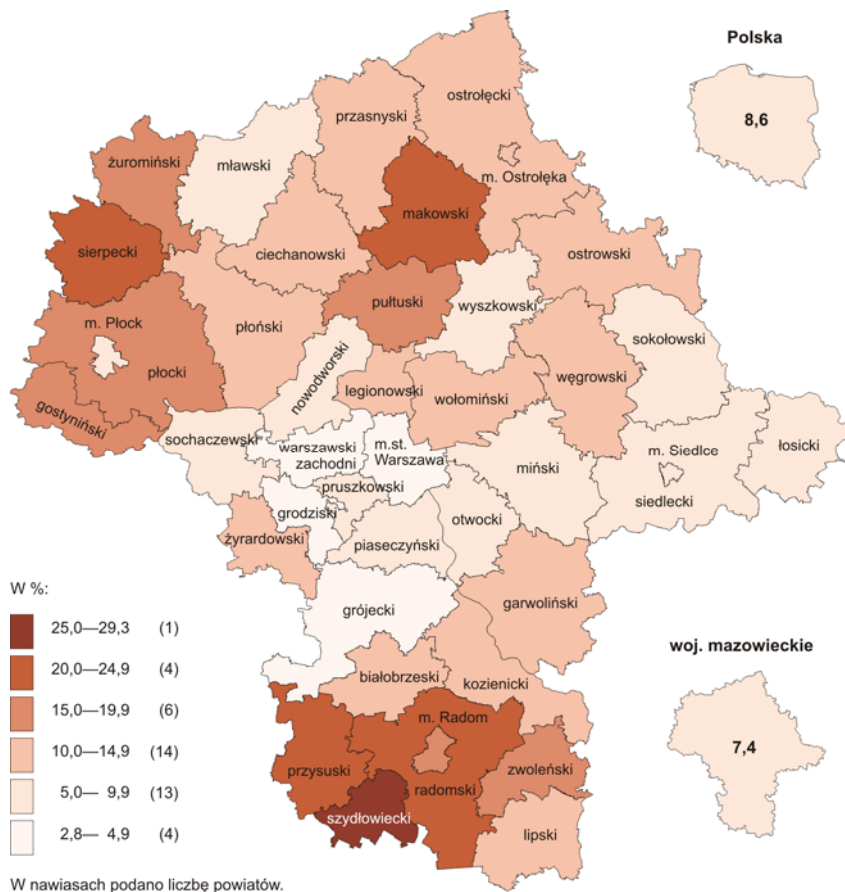 Polska
8,6
ostrołęcki
przasnyski
żuromiński
mławski
m. Ostrołęka
makowski
sierpecki
ciechanowski
ostrowski
pułtuski
wyszkowski
m. Płock
płoński
sokołowski
płocki
nowodworski
legionowski
wołomiński
węgrowski
gostyniński
sochaczewski
warszawski
zachodni
m.st.
Warszawa
m. Siedlce
łosicki
miński
pruszkowski
siedlecki
grodziski
otwocki
żyrardowski
piaseczyński
W %:
garwoliński
grójecki
25,0—29,3 (1)
20,0—24,9 (4)
15,0—19,9 (6)
10,0—14,9 (14)
5,0— 9,9 (13)
2,8— 4,9 (4)
woj. mazowieckie
7,4
białobrzeski
kozienicki
m. Radom
przysuski
zwoleński
radomski
szydłowiecki
lipski
W nawiasach podano liczbę powiatów.